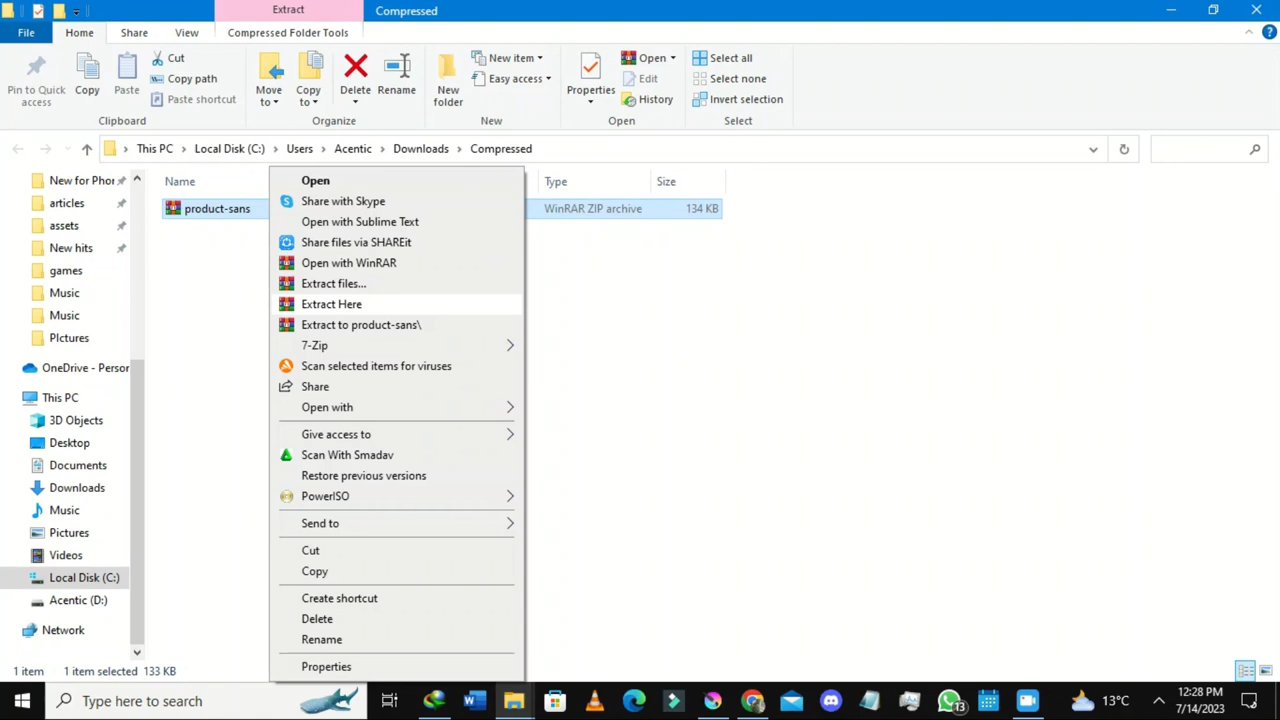 Extract
Compressed
File
Home
Share
View
Compressed Folder Tools
Pin to Quick access
Copy
Paste
Cut
Copy path
Paste shortcut
Move to
Copy to
Delete
Rename
New folder
New item
Easy access
Properties
Open
Edit
History
Select all
Select none
Invert selection
Clipboard
Organize
New
Open
Select
This PC
Local Disk (C:)
Users
Acentic
Downloads
Compressed
New for Phor
articles
assets
New hits
games
Music
Music
PIctures
OneDrive - Person
This PC
3D Objects
Desktop
Documents
Downloads
Music
Pictures
Videos
Local Disk (C:)
Acentic (D:)
Network
Name
Type
Size
product-sans
WinRAR ZIP archive
134 KB
Open
Share with Skype
Open with Sublime Text
Share files via SHAREit
Open with WinRAR
Extract files...
Extract Here
Extract to product-sans\
7-Zip
Scan selected items for viruses
Share
Open with
Give access to
Scan With Smadav
Restore previous versions
PowerISO
Send to
Cut
Copy
Create shortcut
Delete
Rename
Properties
1 item
1 item selected 133 KB
Type here to search
13
13°C
12:28 PM
7/14/2023